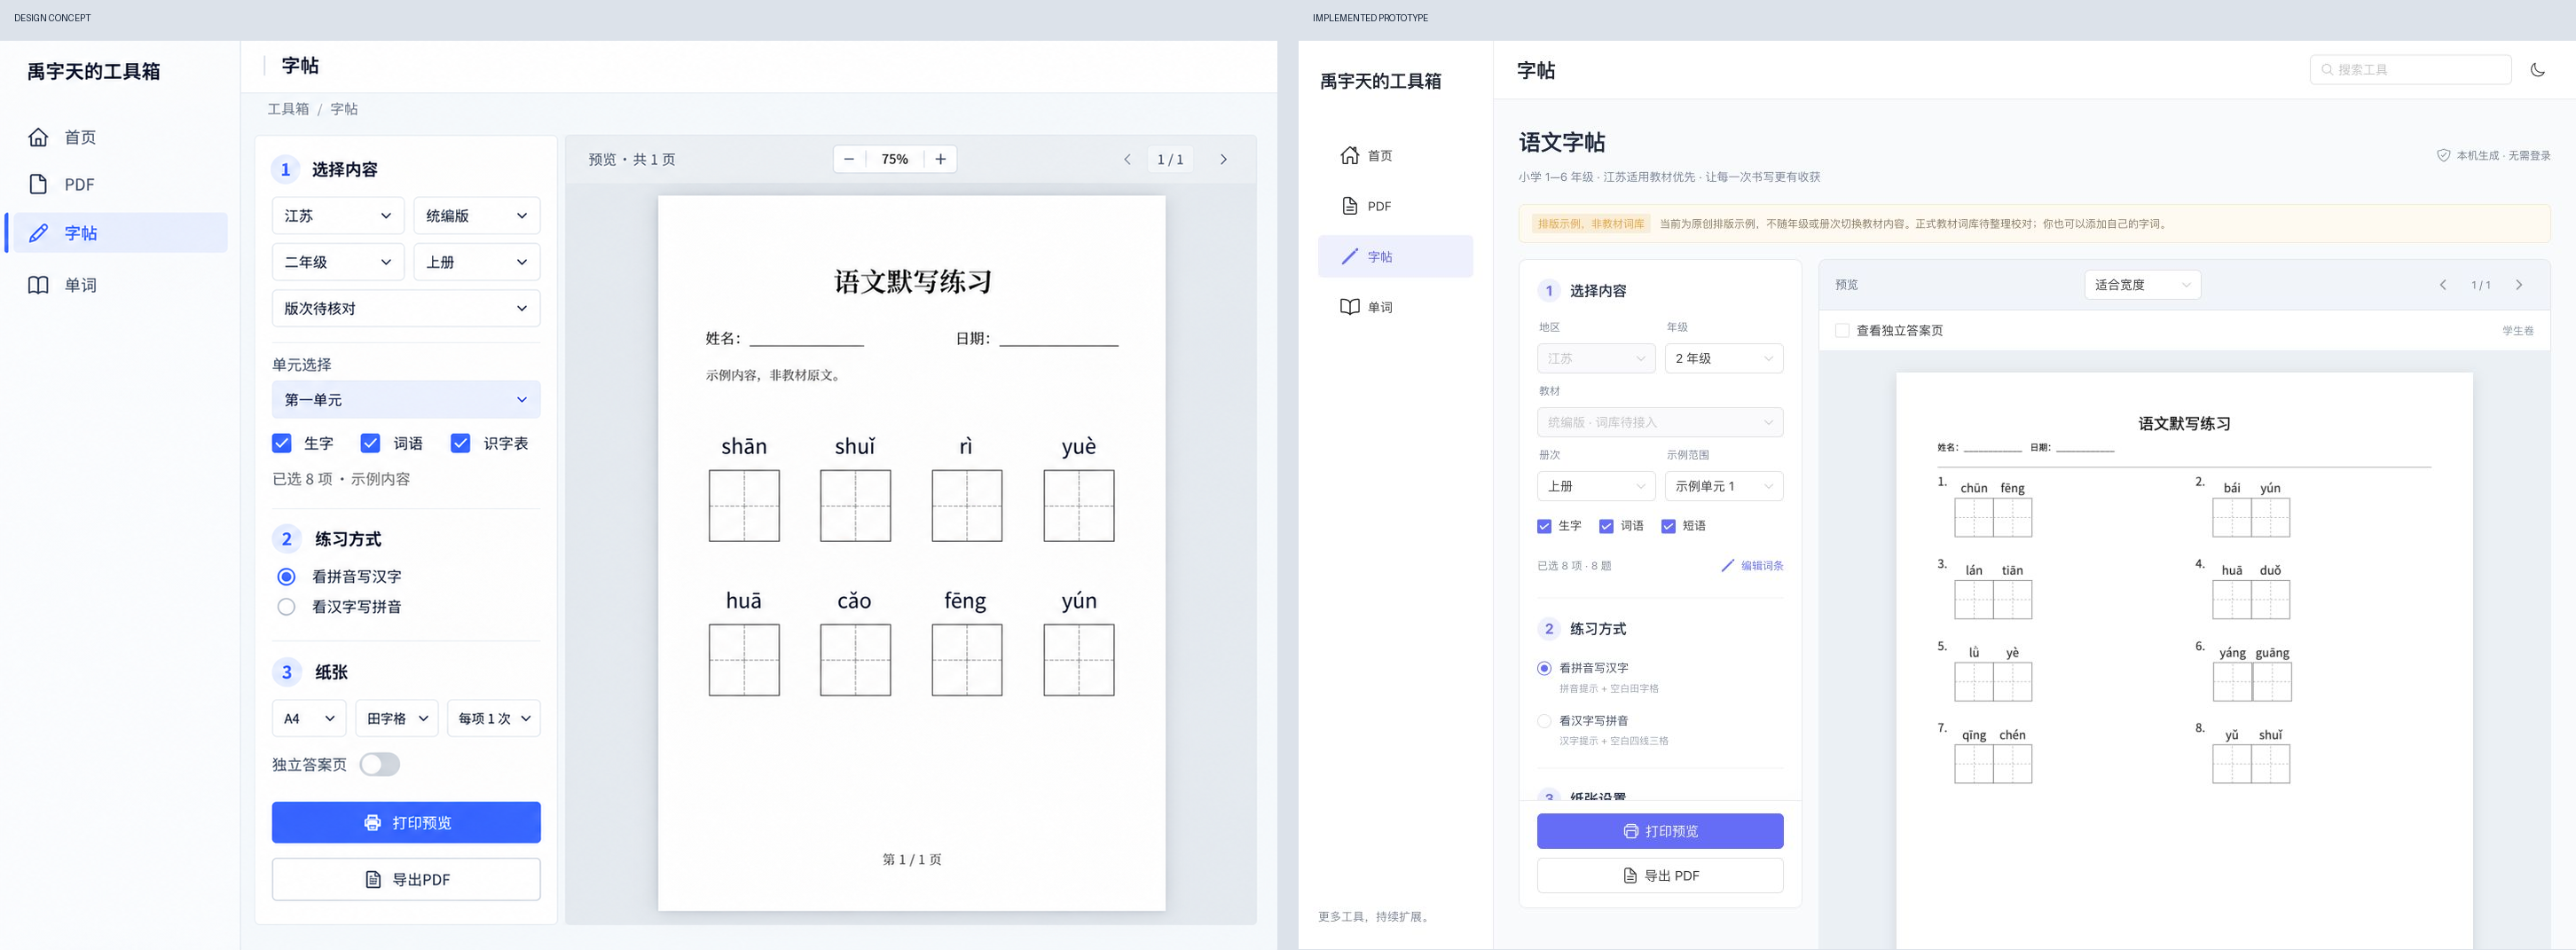 DESIGN CONCEPT
禹宇天的工具箱
首页
PDF
字帖
单词
字帖
工具箱 / 字帖
1 选择内容
江苏 统编版
二年级 上册
版次待核对
单元选择
第一单元
生字 词语 识字表
已选 8 项 · 示例内容
2 练习方式
看拼音写汉字
看汉字写拼音
3 纸张
A4 田字格 每项 1 次
独立答案页
打印预览
导出PDF
预览 · 共 1 页 − 75% + 1 / 1
语文默写练习
姓名：____________ 日期：____________
示例内容，非教材原文。
shān shuǐ rì yuè
huā cǎo fēng yún
第 1 / 1 页
IMPLEMENTED PROTOTYPE
禹宇天的工具箱
首页
PDF
字帖
单词
更多工具，持续扩展。
字帖 搜索工具
语文字帖
小学 1—6 年级 · 江苏适用教材优先 · 让每一次书写更有收获
本机生成 · 无需登录
排版示例，非教材词库 当前为原创排版示例，不随年级或册次切换教材内容。正式教材词库待整理校对；你也可以添加自己的字词。
1 选择内容
地区 年级
江苏 2 年级
教材
统编版 · 词库待接入
册次 示例范围
上册 示例单元 1
生字 词语 短语
已选 8 项 · 8 题 编辑词条
2 练习方式
看拼音写汉字
拼音提示 + 空白田字格
看汉字写拼音
汉字提示 + 空白四线三格
3 纸张设置
打印预览
导出 PDF
预览 适合宽度 1 / 1
查看独立答案页 学生卷
语文默写练习
姓名：____________ 日期：____________
1. chūn fēng 2. bái yún
3. lán tiān 4. huā duǒ
5. lǜ yè 6. yáng guāng
7. qīng chén 8. yǔ shuǐ